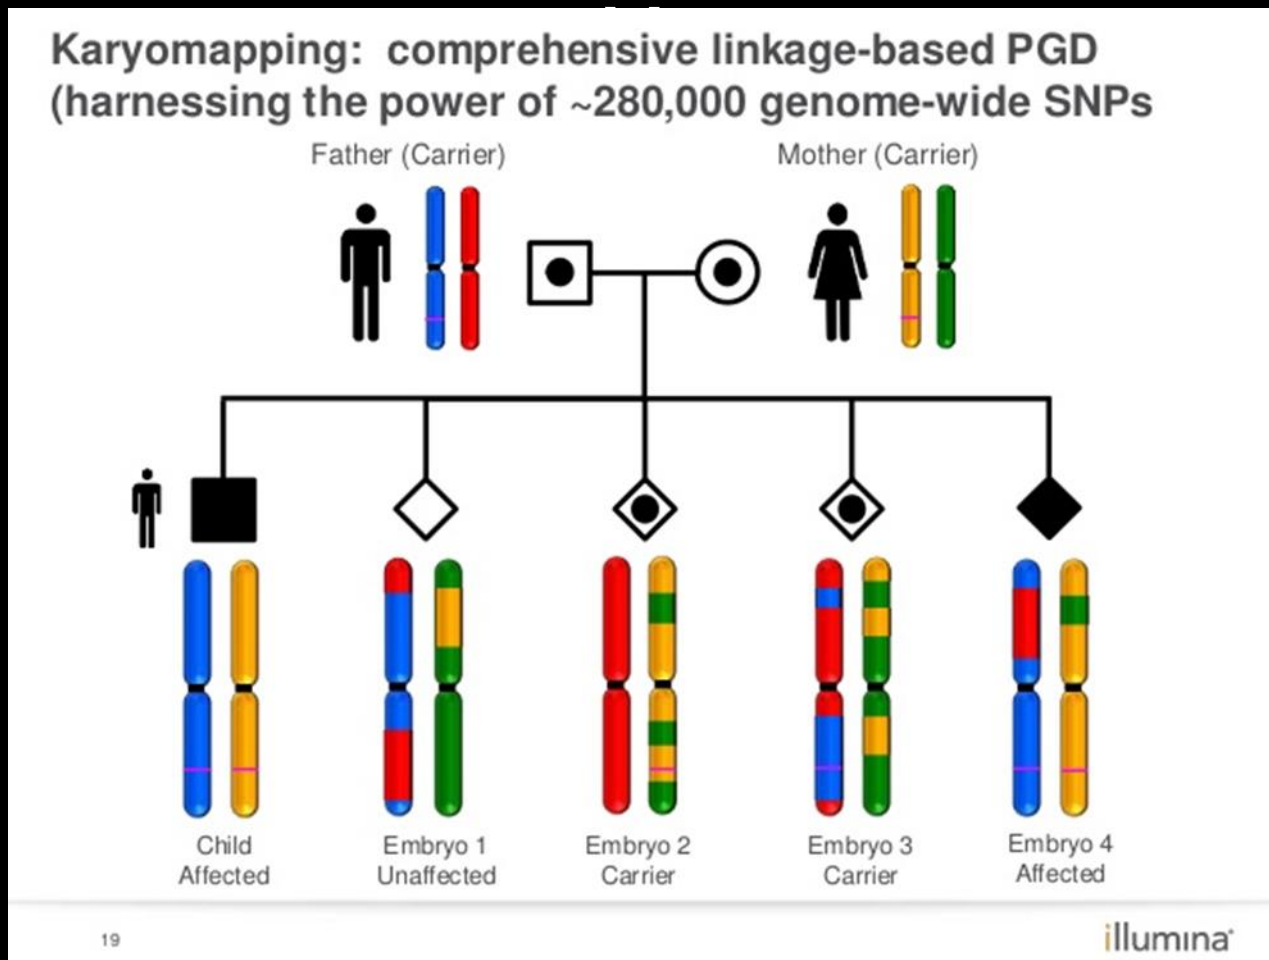 Karyomapping: comprehensive linkage-based PGD
(harnessing the power of ~280,000 genome-wide SNPs
Father (Carrier)
Mother (Carrier)
Child
Affected
Embryo 1
Unaffected
Embryo 2
Carrier
Embryo 3
Carrier
Embryo 4
Affected
19
illumina